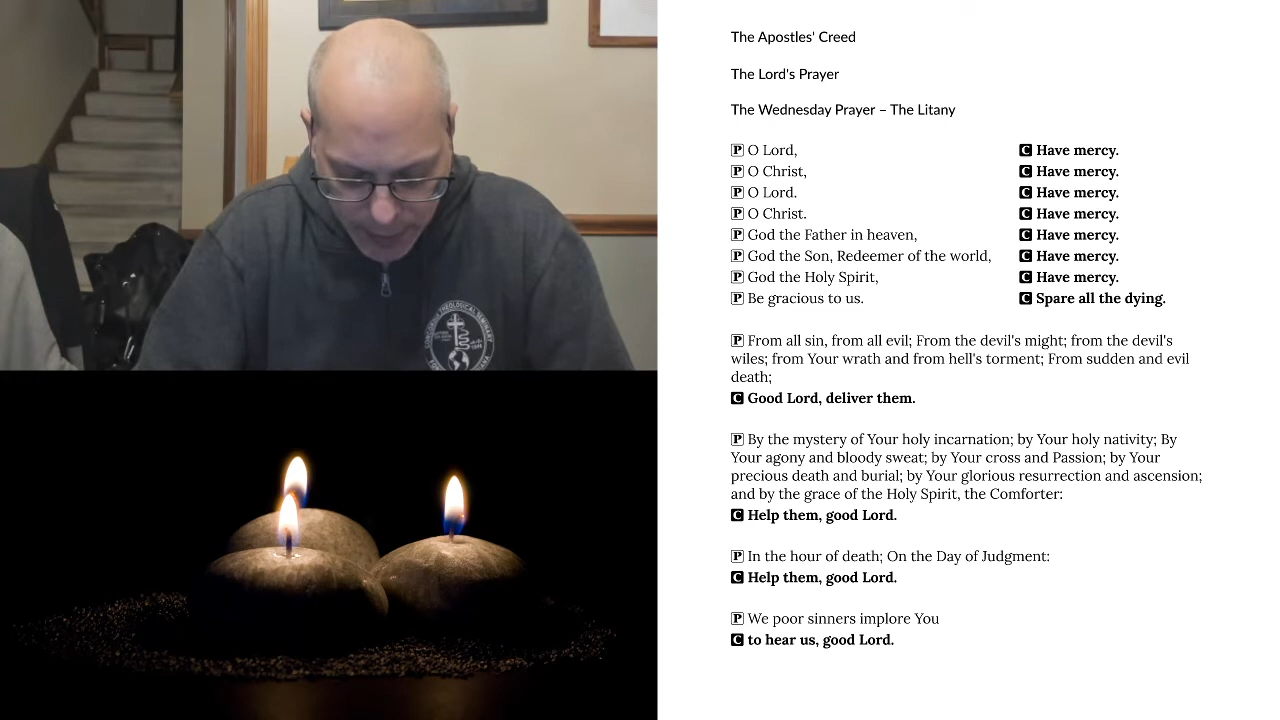 The Apostles' Creed
The Lord's Prayer
The Wednesday Prayer – The Litany
P O Lord, C Have mercy.
P O Christ, C Have mercy.
P O Lord. C Have mercy.
P O Christ. C Have mercy.
P God the Father in heaven, C Have mercy.
P God the Son, Redeemer of the world, C Have mercy.
P God the Holy Spirit, C Have mercy.
P Be gracious to us. C Spare all the dying.
P From all sin, from all evil; From the devil's might; from the devil's
wiles; from Your wrath and from hell's torment; From sudden and evil
death;
C Good Lord, deliver them.
P By the mystery of Your holy incarnation; by Your holy nativity; By
Your agony and bloody sweat; by Your cross and Passion; by Your
precious death and burial; by Your glorious resurrection and ascension;
and by the grace of the Holy Spirit, the Comforter:
C Help them, good Lord.
P In the hour of death; On the Day of Judgment:
C Help them, good Lord.
P We poor sinners implore You
C to hear us, good Lord.
CONCORDIA THEOLOGICAL SEMINARY